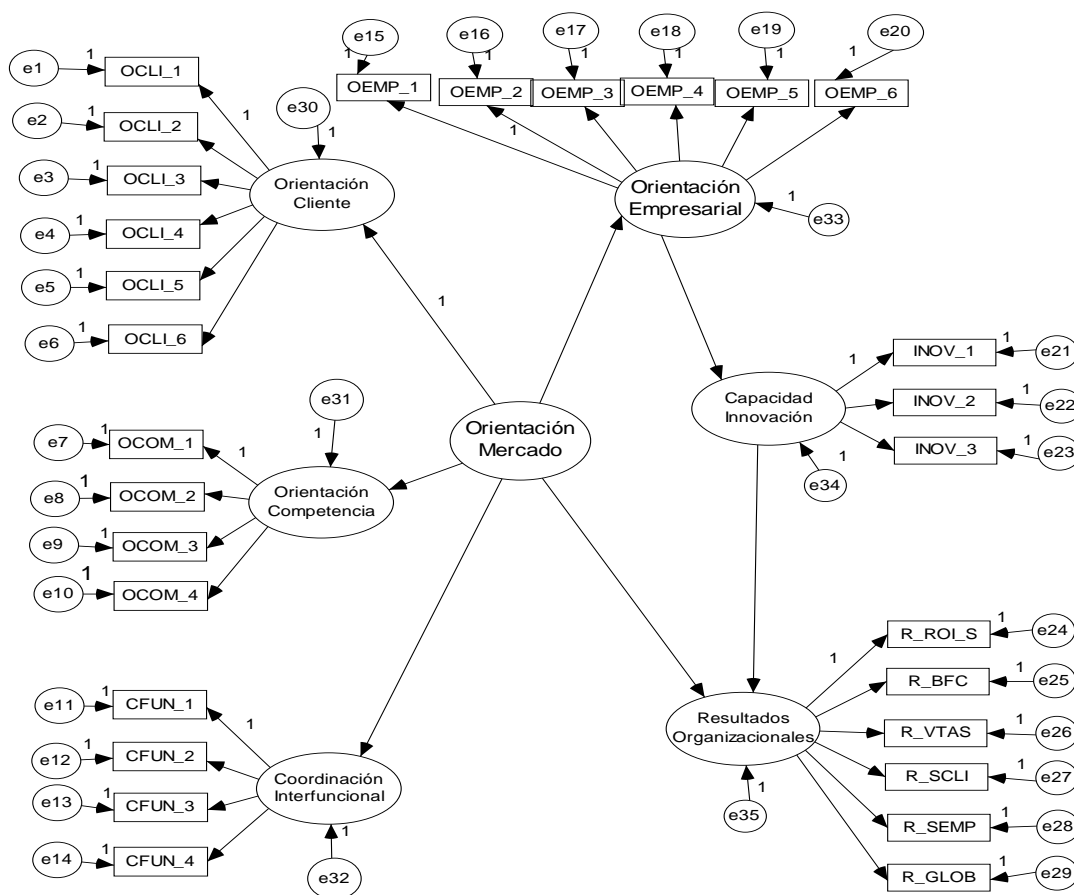 e15
e16
e17
e18
e19
e20
1
1
1
1
1
1
OEMP_1
OEMP_2
OEMP_3
OEMP_4
OEMP_5
OEMP_6
1
Orientación
Empresarial
1
e33
e1
1
OCLI_1
e2
1
OCLI_2
e3
1
OCLI_3
e4
1
OCLI_4
e5
1
OCLI_5
e6
1
OCLI_6
1
e30
1
Orientación
Cliente
1
Orientación
Mercado
e31
1
e7
1
OCOM_1
e8
1
OCOM_2
e9
1
OCOM_3
e10
1
OCOM_4
1
Orientación
Competencia
Capacidad
Innovación
1
e34
1
INOV_1
1
e21
INOV_2
1
e22
INOV_3
1
e23
e11
1
CFUN_1
e12
1
CFUN_2
e13
1
CFUN_3
e14
1
CFUN_4
1
Coordinación
Interfuncional
1
e32
Resultados
Organizacionales
1
e35
1
R_ROI_S
1
e24
R_BFC
1
e25
R_VTAS
1
e26
R_SCLI
1
e27
R_SEMP
1
e28
R_GLOB
1
e29